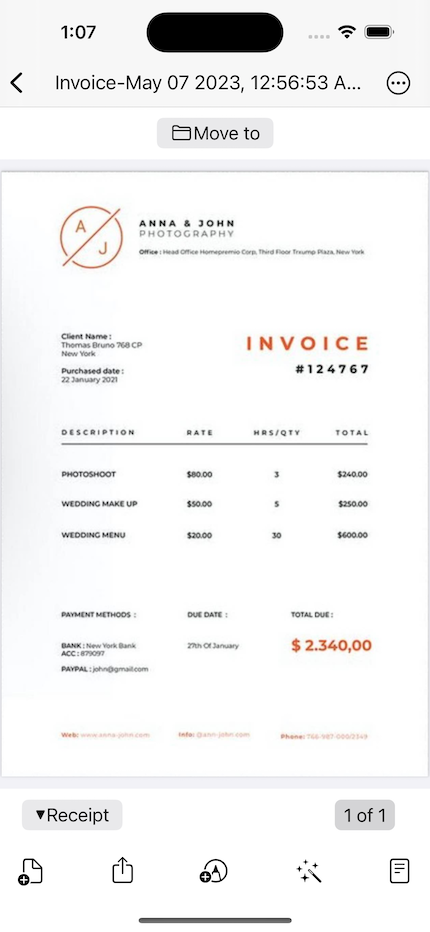 1:07
Invoice-May 07 2023, 12:56:53 A...
Move to
A
J
ANNA & JOHN
PHOTOGRAPHY
Office : Head Office Homepremio Corp, Third Floor Trsump Plaza, New York
Client Name :
Thomas Bruno 768 CP
New York
INVOICE
#124767
Purchased date :
22 January 2021
DESCRIPTION RATE HRS/QTY TOTAL
PHOTOSHOOT $80.00 3 $240.00
WEDDING MAKE UP $50.00 5 $250.00
WEDDING MENU $20.00 30 $600.00
PAYMENT METHODS : DUE DATE : TOTAL DUE :
BANK : New York Bank 27th Of January $ 2.340,00
ACC : 879097
PAYPAL : john@gmail.com
Web: www.anna-john.com Info: @ann-john.com Phone: 766-987-000/2349
▼Receipt
1 of 1